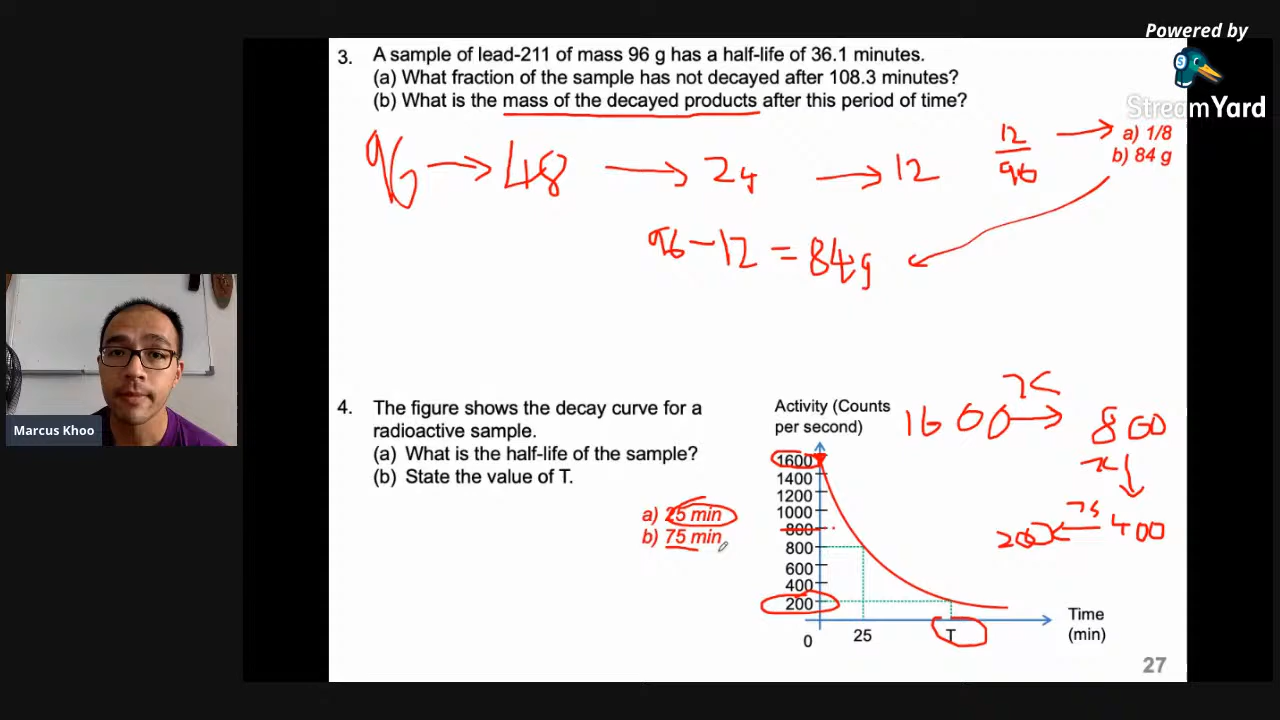 Powered by
StreamYard
3. A sample of lead-211 of mass 96 g has a half-life of 36.1 minutes.
(a) What fraction of the sample has not decayed after 108.3 minutes?
(b) What is the mass of the decayed products after this period of time?
96 → 48 → 24 → 12
12
96
→
a) 1/8
b) 84 g
96 - 12 = 84g
Marcus Khoo
4. The figure shows the decay curve for a
radioactive sample.
(a) What is the half-life of the sample?
(b) State the value of T.
a) 25 min
b) 75 min
Activity (Counts
per second)
1600
1400
1200
1000
800
800
600
400
200
0
25
T
Time
(min)
1600 → 800
400
200
27